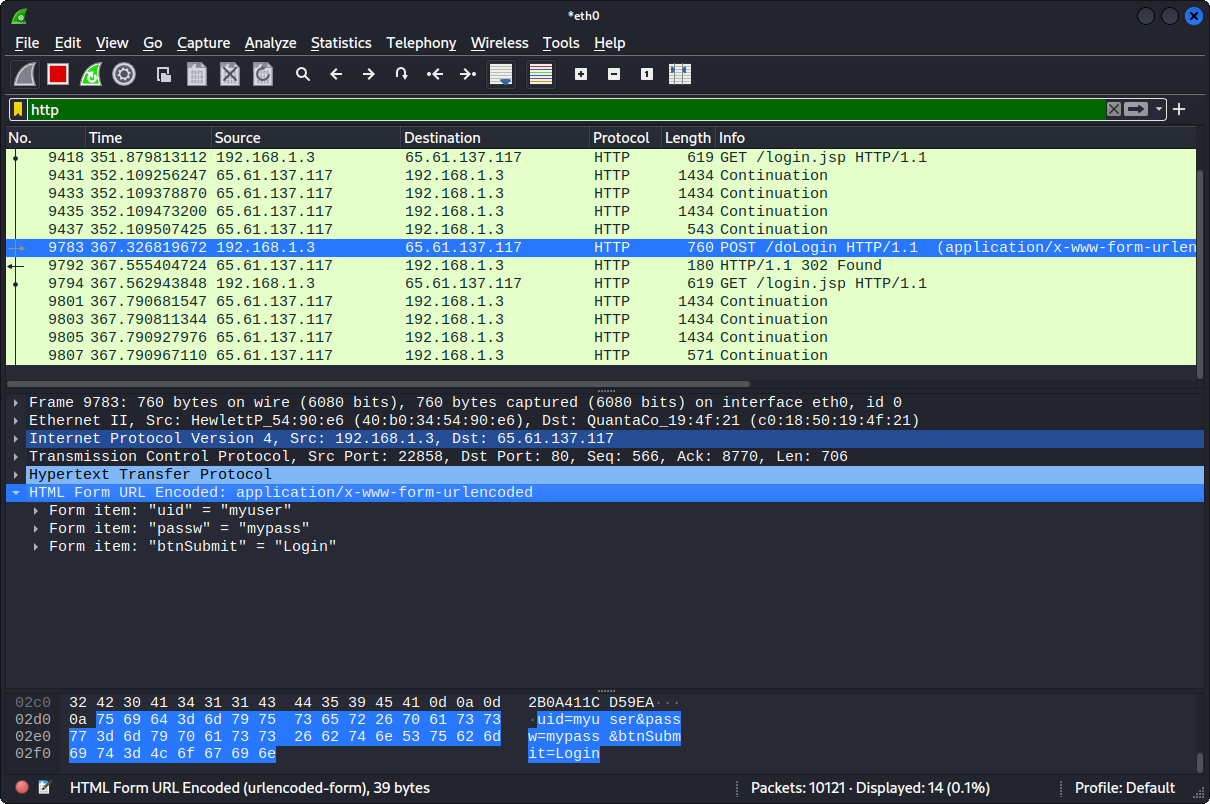 *eth0
File Edit View Go Capture Analyze Statistics Telephony Wireless Tools Help
http
No. Time Source Destination Protocol Length Info
9418 351.879813112 192.168.1.3 65.61.137.117 HTTP 619 GET /login.jsp HTTP/1.1
9431 352.109256247 65.61.137.117 192.168.1.3 HTTP 1434 Continuation
9433 352.109378870 65.61.137.117 192.168.1.3 HTTP 1434 Continuation
9435 352.109473200 65.61.137.117 192.168.1.3 HTTP 1434 Continuation
9437 352.109507425 65.61.137.117 192.168.1.3 HTTP 543 Continuation
9783 367.326819672 192.168.1.3 65.61.137.117 HTTP 760 POST /doLogin HTTP/1.1 (application/x-www-form-urlen
9792 367.555404724 65.61.137.117 192.168.1.3 HTTP 180 HTTP/1.1 302 Found
9794 367.562943848 192.168.1.3 65.61.137.117 HTTP 619 GET /login.jsp HTTP/1.1
9801 367.790681547 65.61.137.117 192.168.1.3 HTTP 1434 Continuation
9803 367.790811344 65.61.137.117 192.168.1.3 HTTP 1434 Continuation
9805 367.790927976 65.61.137.117 192.168.1.3 HTTP 1434 Continuation
9807 367.790967110 65.61.137.117 192.168.1.3 HTTP 571 Continuation
Frame 9783: 760 bytes on wire (6080 bits), 760 bytes captured (6080 bits) on interface eth0, id 0
Ethernet II, Src: HewlettP_54:90:e6 (40:b0:34:54:90:e6), Dst: QuantaCo_19:4f:21 (c0:18:50:19:4f:21)
Internet Protocol Version 4, Src: 192.168.1.3, Dst: 65.61.137.117
Transmission Control Protocol, Src Port: 22858, Dst Port: 80, Seq: 566, Ack: 8770, Len: 706
Hypertext Transfer Protocol
HTML Form URL Encoded: application/x-www-form-urlencoded
Form item: "uid" = "myuser"
Form item: "passw" = "mypass"
Form item: "btnSubmit" = "Login"
02c0 32 42 30 41 34 31 31 43 44 35 39 45 41 0d 0a 0d 2B0A411C D59EA···
02d0 0a 75 69 64 3d 6d 79 75 73 65 72 26 70 61 73 73 ·uid=myu ser&pass
02e0 77 3d 6d 79 70 61 73 73 26 62 74 6e 53 75 62 6d w=mypass &btnSubm
02f0 69 74 3d 4c 6f 67 69 6e it=Login
HTML Form URL Encoded (urlencoded-form), 39 bytes Packets: 10121 · Displayed: 14 (0.1%) Profile: Default